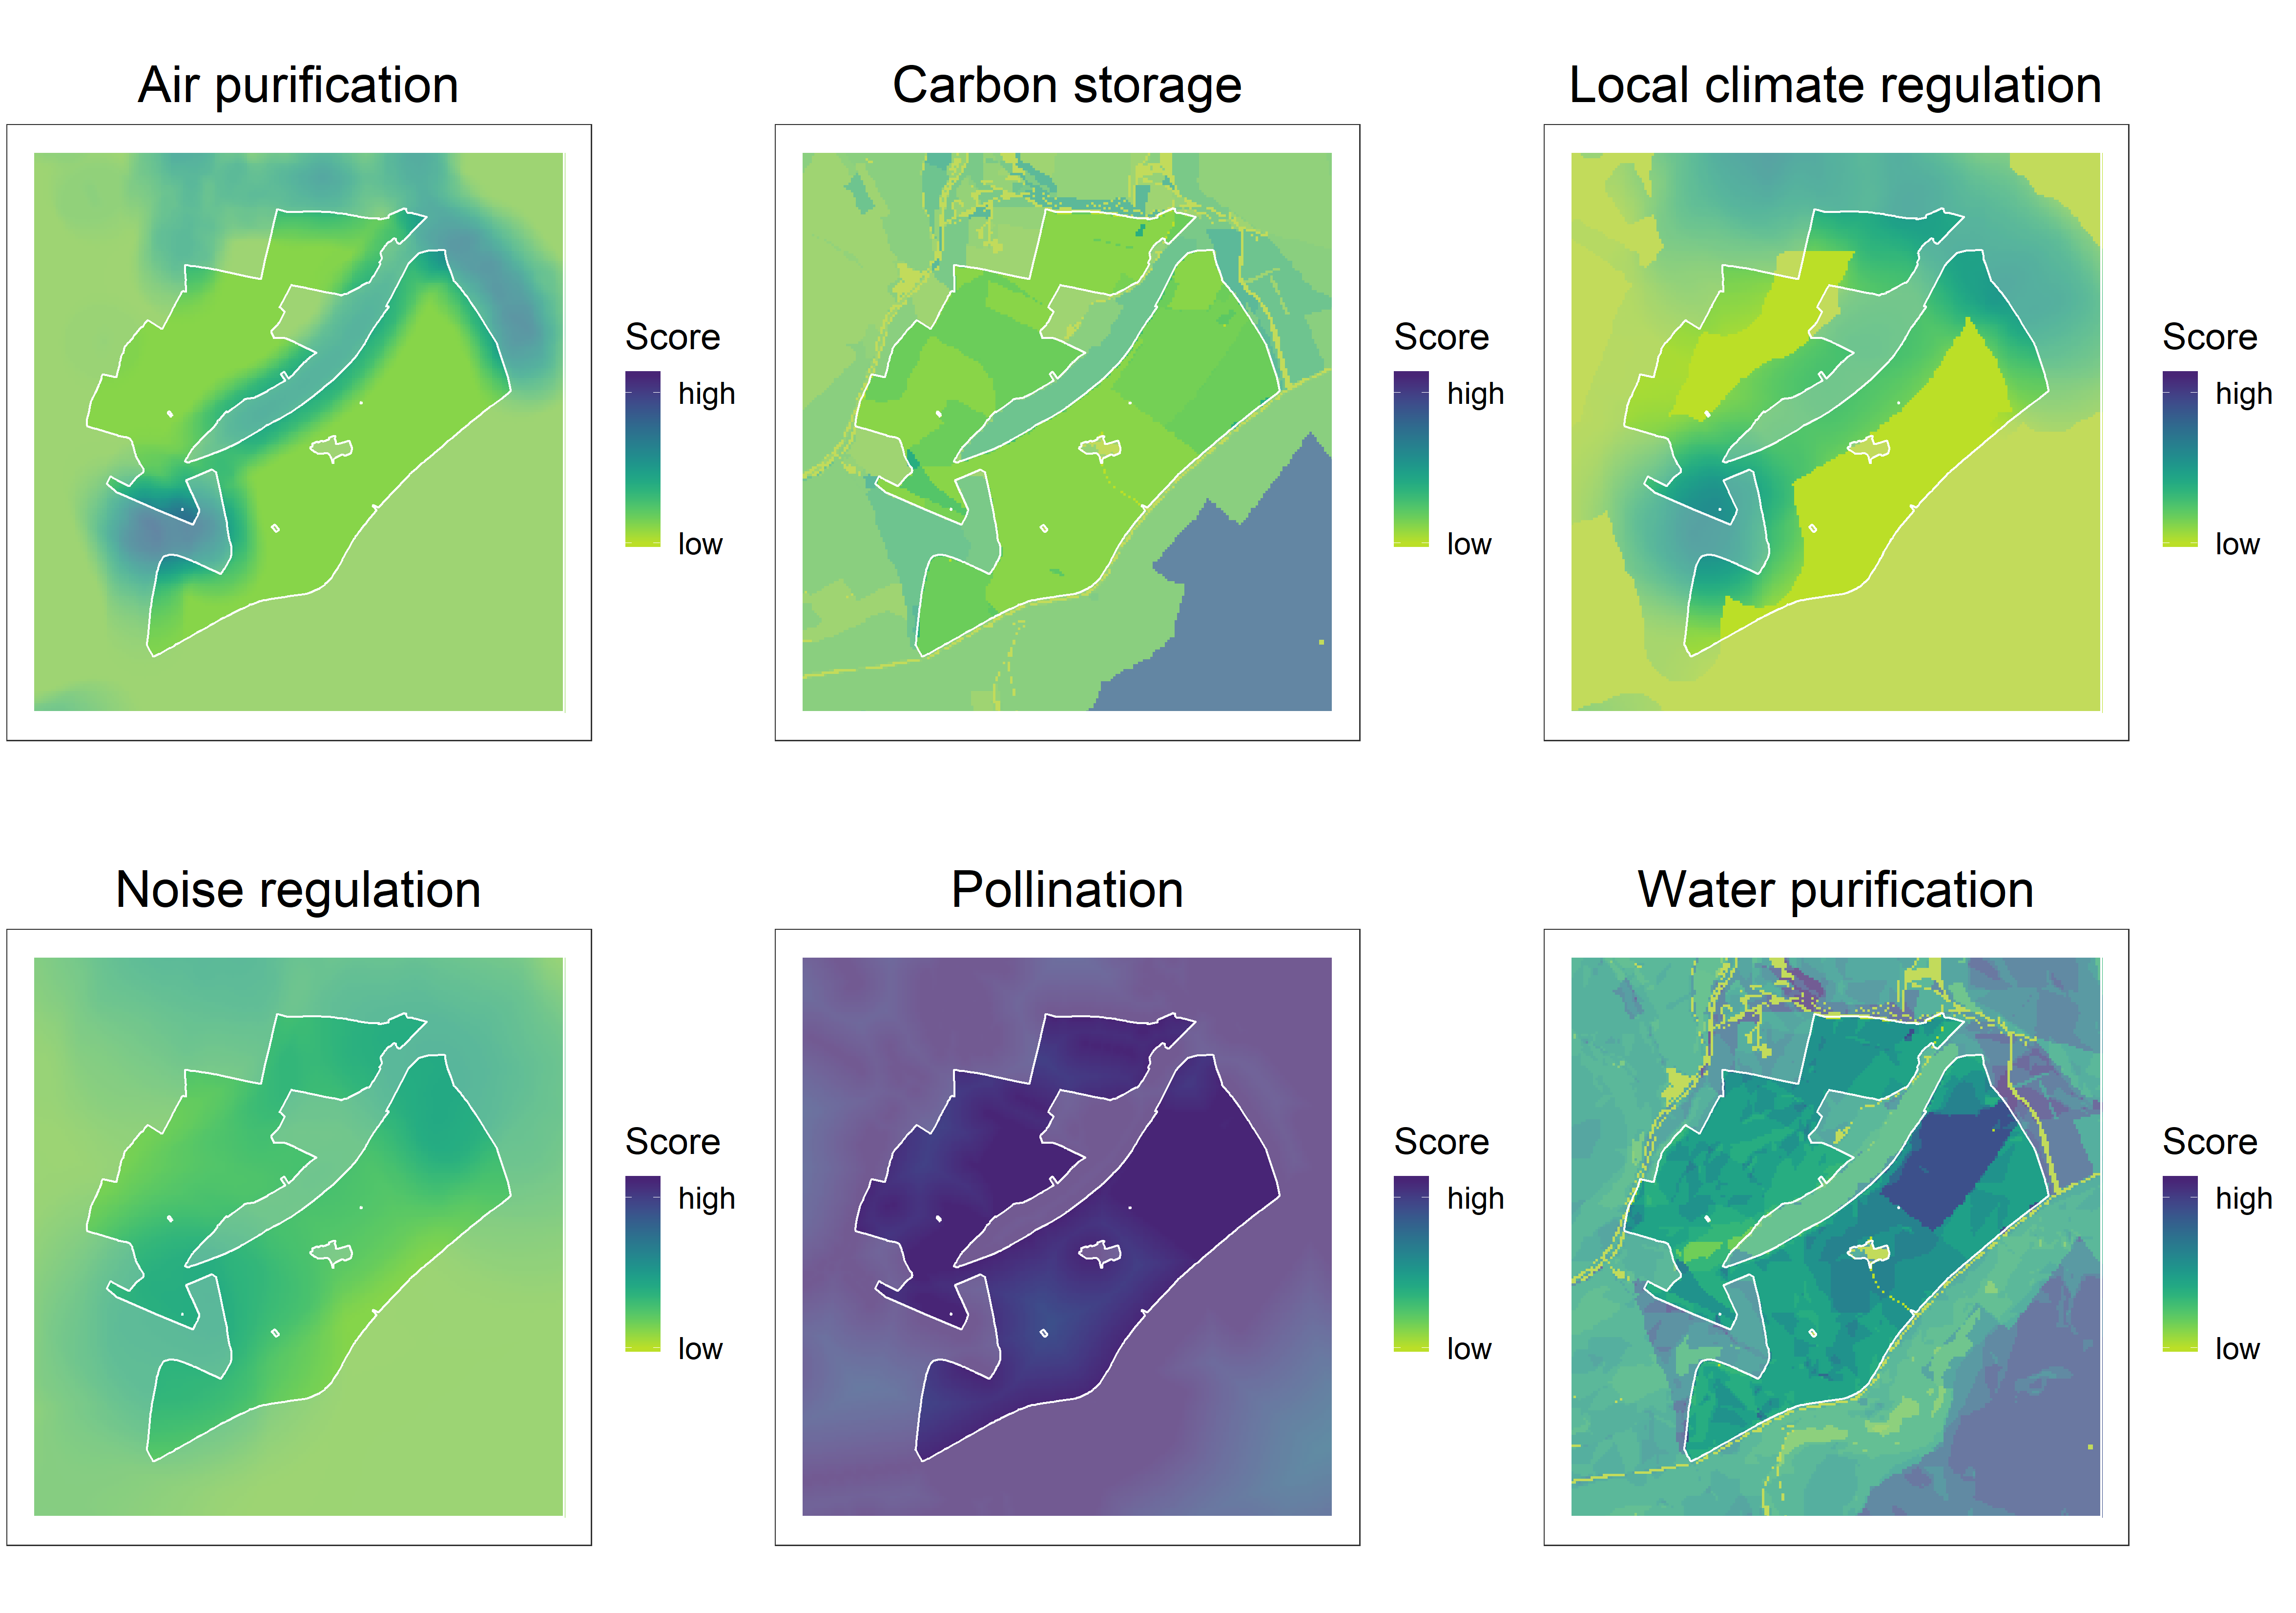 Air purification
Carbon storage
Local climate regulation
Score
high
low
Score
high
low
Score
high
low
Noise regulation
Pollination
Water purification
Score
high
low
Score
high
low
Score
high
low